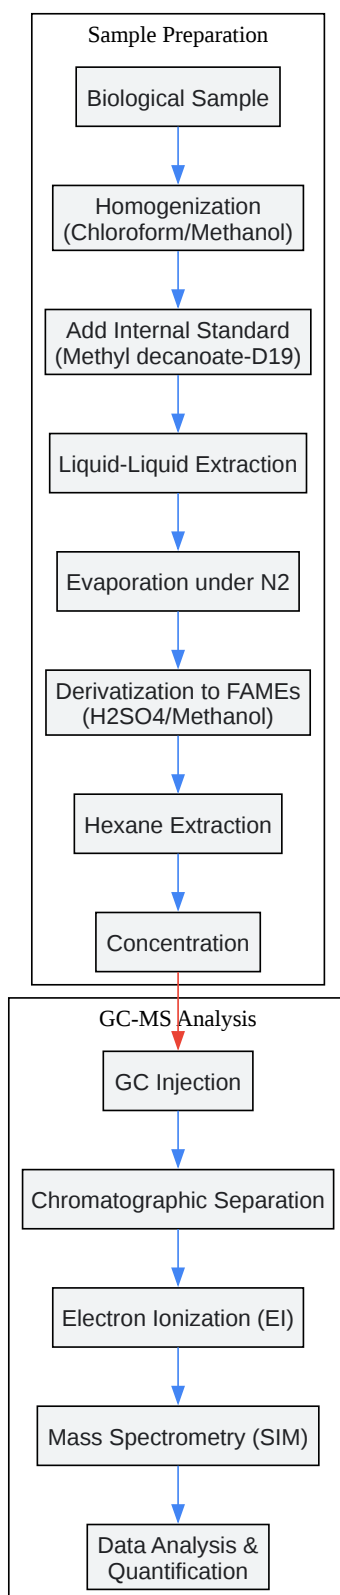 Sample Preparation
Biological Sample
Homogenization
(Chloroform/Methanol)
Add Internal Standard
(Methyl decanoate-D19)
Liquid-Liquid Extraction
Evaporation under N2
Derivatization to FAMEs
(H2SO4/Methanol)
Hexane Extraction
Concentration
GC-MS Analysis
GC Injection
Chromatographic Separation
Electron Ionization (EI)
Mass Spectrometry (SIM)
Data Analysis &
Quantification